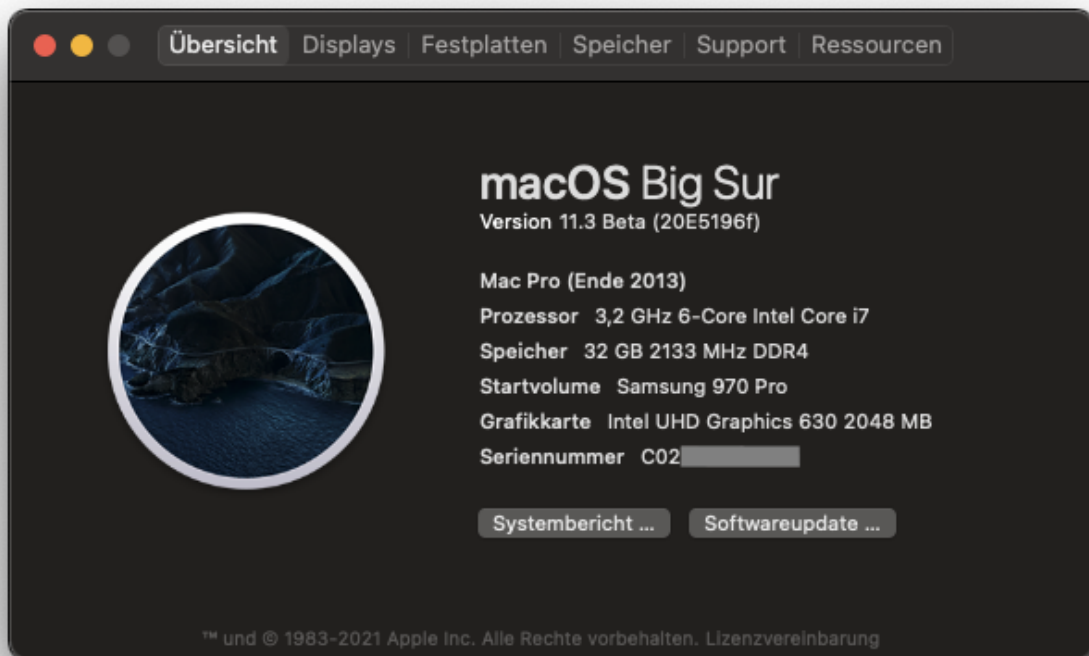 Übersicht Displays Festplatten Speicher Support Ressourcen
macOS Big Sur
Version 11.3 Beta (20E5196f)
Mac Pro (Ende 2013)
Prozessor 3,2 GHz 6-Core Intel Core i7
Speicher 32 GB 2133 MHz DDR4
Startvolume Samsung 970 Pro
Grafikkarte Intel UHD Graphics 630 2048 MB
Seriennummer C02
Systembericht ... Softwareupdate ...
™ und © 1983-2021 Apple Inc. Alle Rechte vorbehalten. Lizenzvereinbarung